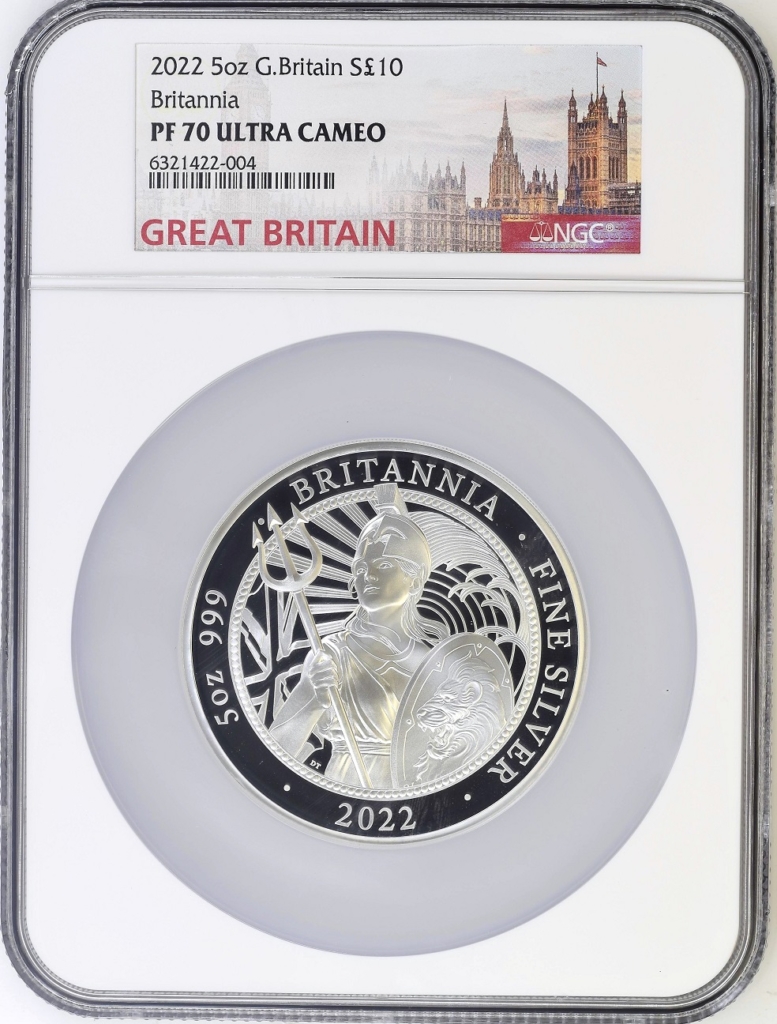 2022 5oz G.Britain S£10
Britannia
PF 70 ULTRA CAMEO
6321422-004
GREAT BRITAIN
NGC
BRITANNIA · FINE SILVER · 2022 · 5OZ 999
DT